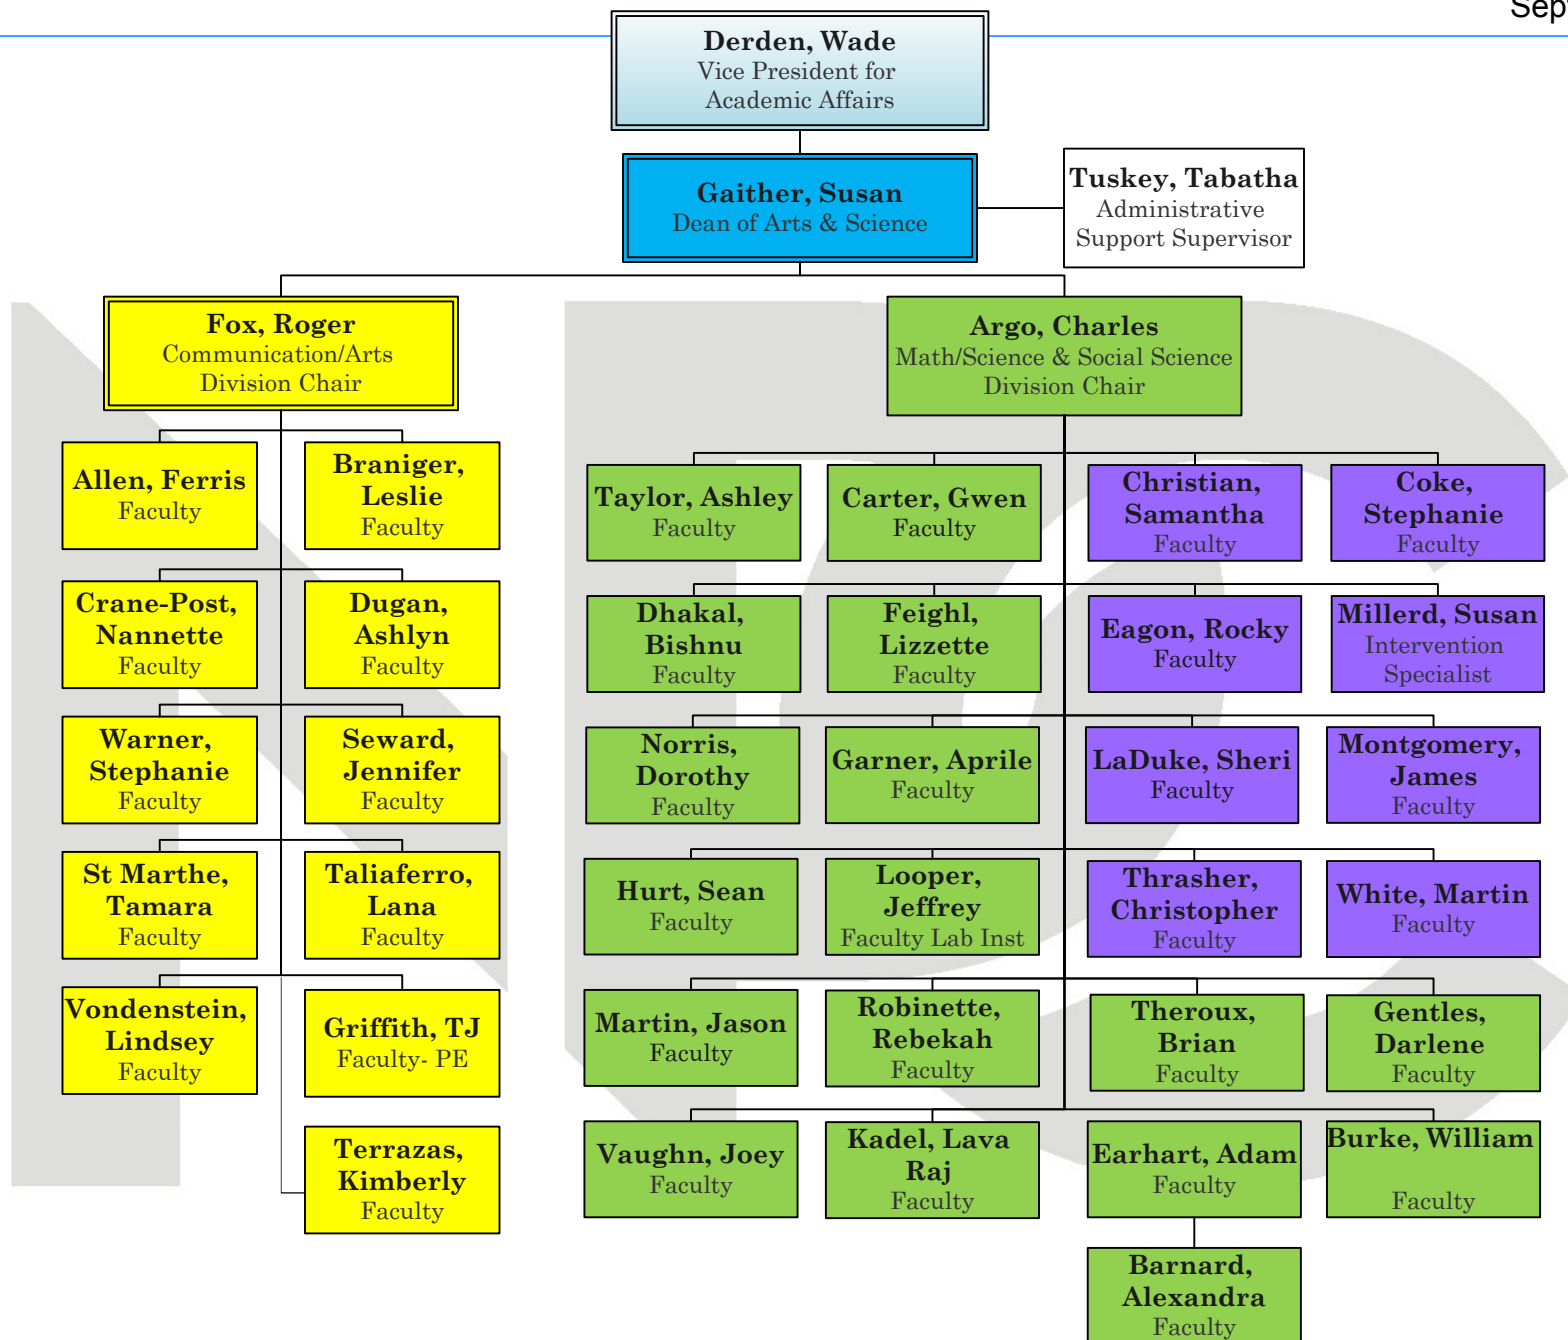 Sep
Derden, Wade
Vice President for
Academic Affairs
Gaither, Susan
Dean of Arts & Science
Tuskey, Tabatha
Administrative
Support Supervisor
Fox, Roger
Communication/Arts
Division Chair
Argo, Charles
Math/Science & Social Science
Division Chair
Allen, Ferris
Faculty
Braniger,
Leslie
Faculty
Crane-Post,
Nannette
Faculty
Dugan,
Ashlyn
Faculty
Warner,
Stephanie
Faculty
Seward,
Jennifer
Faculty
St Marthe,
Tamara
Faculty
Taliaferro,
Lana
Faculty
Vondenstein,
Lindsey
Faculty
Griffith, TJ
Faculty- PE
Terrazas,
Kimberly
Faculty
Taylor, Ashley
Faculty
Carter, Gwen
Faculty
Christian,
Samantha
Faculty
Coke,
Stephanie
Faculty
Dhakal,
Bishnu
Faculty
Feighl,
Lizzette
Faculty
Eagon, Rocky
Faculty
Millerd, Susan
Intervention
Specialist
Norris,
Dorothy
Faculty
Garner, Aprile
Faculty
LaDuke, Sheri
Faculty
Montgomery,
James
Faculty
Hurt, Sean
Faculty
Looper,
Jeffrey
Faculty Lab Inst
Thrasher,
Christopher
Faculty
White, Martin
Faculty
Martin, Jason
Faculty
Robinette,
Rebekah
Faculty
Theroux,
Brian
Faculty
Gentles,
Darlene
Faculty
Vaughn, Joey
Faculty
Kadel, Lava
Raj
Faculty
Earhart, Adam
Faculty
Burke, William
Faculty
Barnard,
Alexandra
Faculty